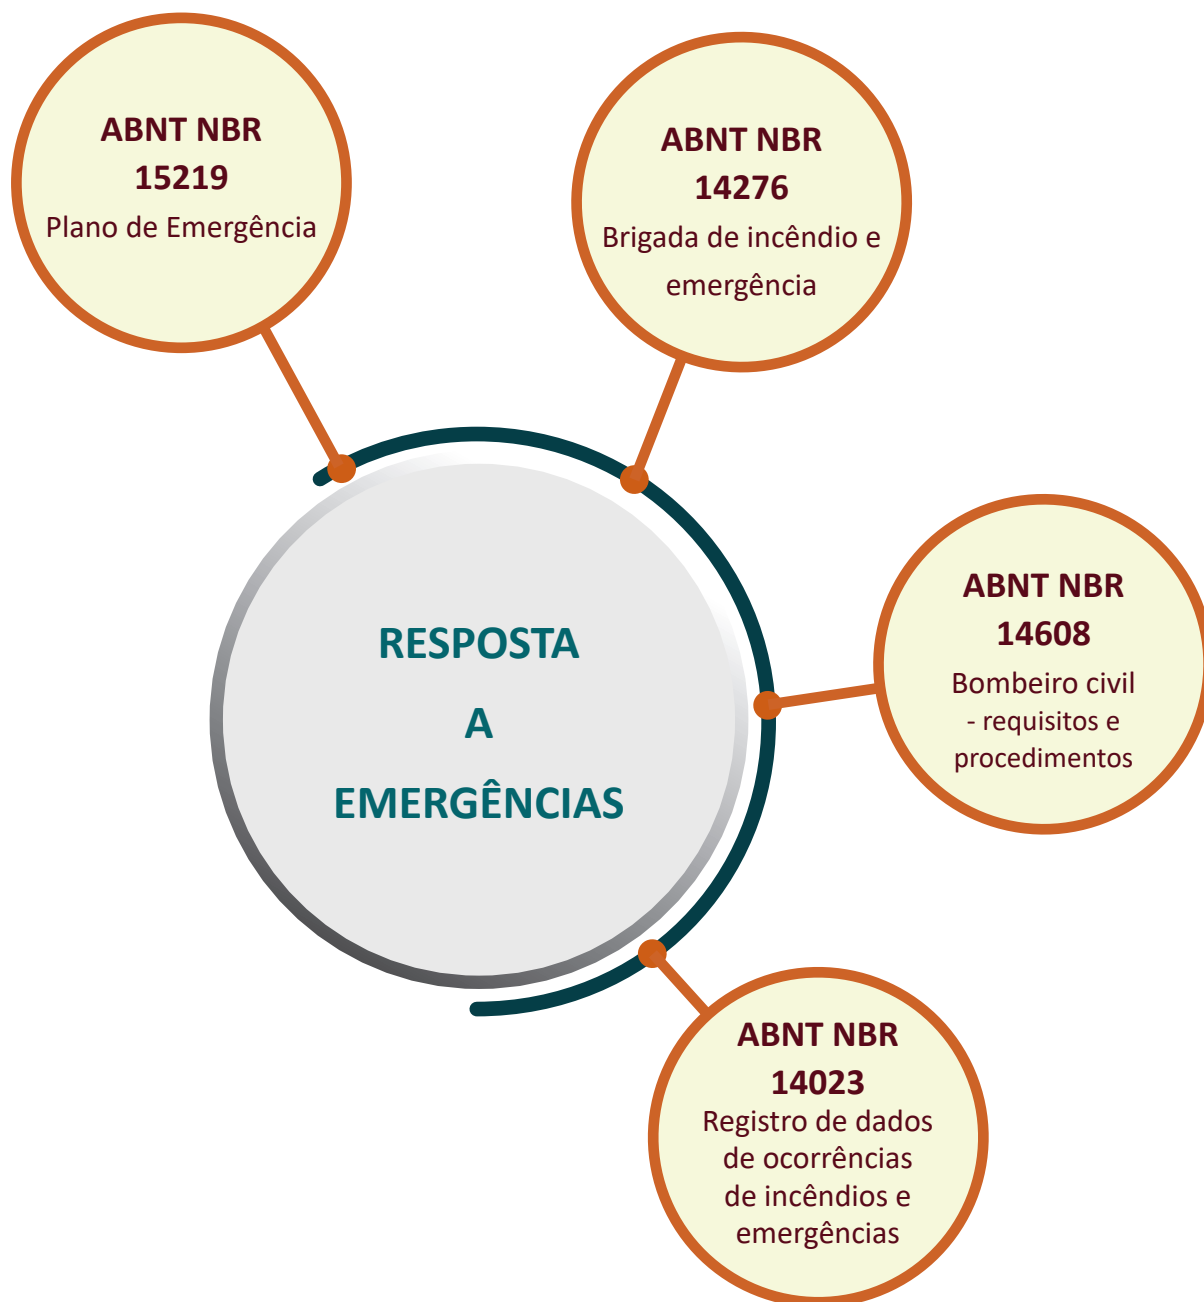 ABNT NBR
15219
Plano de Emergência
ABNT NBR
14276
Brigada de incêndio e
emergência
RESPOSTA
A
EMERGÊNCIAS
ABNT NBR
14608
Bombeiro civil
- requisitos e
procedimentos
ABNT NBR
14023
Registro de dados
de ocorrências
de incêndios e
emergências